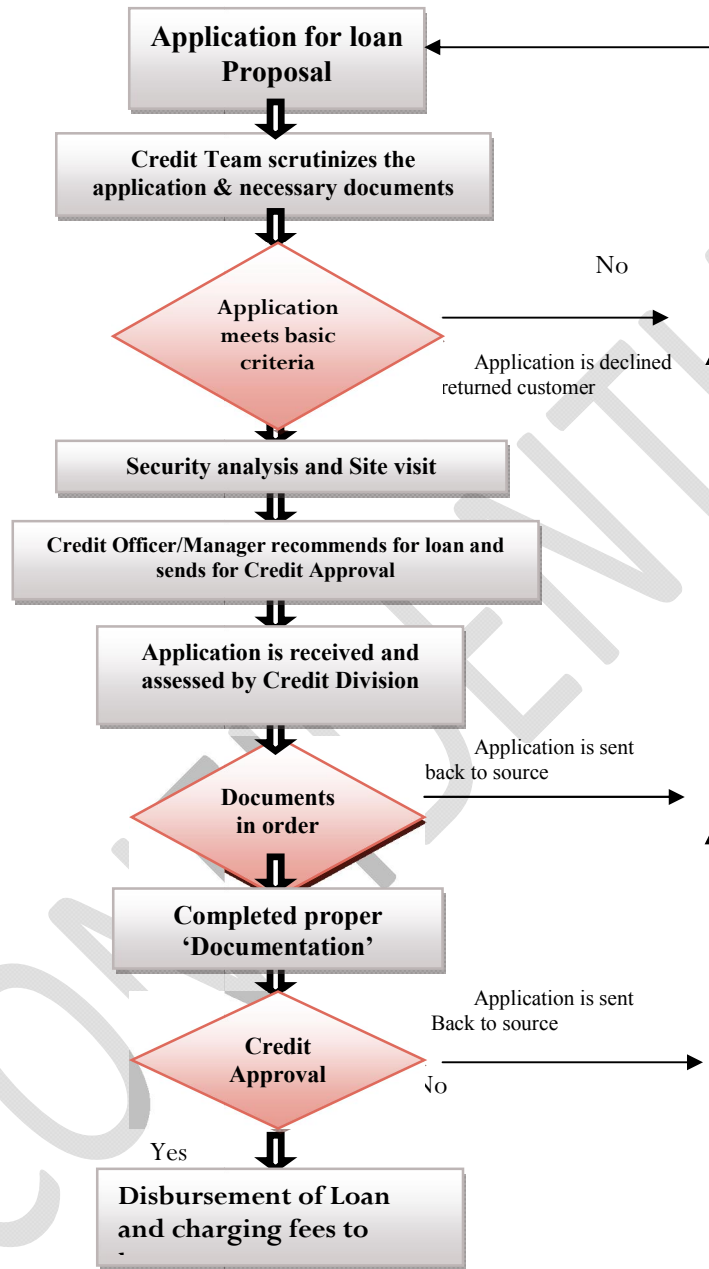 Application for loan
Proposal
Credit Team scrutinizes the
application & necessary documents
No
Application
meets basic
criteria
Application is declined
returned customer
Security analysis and Site visit
Credit Officer/Manager recommends for loan and
sends for Credit Approval
Application is received and
assessed by Credit Division
Application is sent
back to source
Documents
in order
Completed proper
‘Documentation’
Application is sent
Back to source
Credit
Approval
No
Yes
Disbursement of Loan
and charging fees to